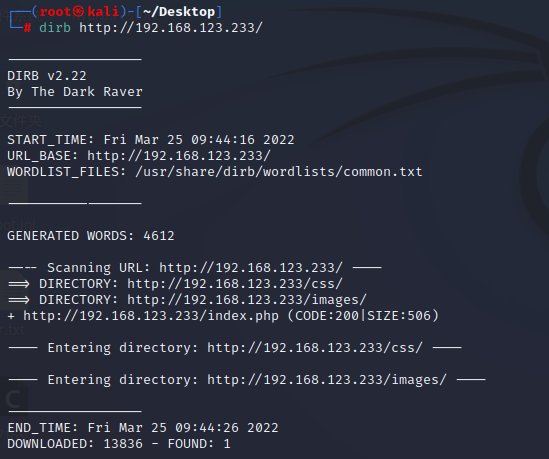 ┌──(root㉿kali)-[~/Desktop]
└─# dirb http://192.168.123.233/
-----------------
DIRB v2.22
By The Dark Raver
-----------------
START_TIME: Fri Mar 25 09:44:16 2022
URL_BASE: http://192.168.123.233/
WORDLIST_FILES: /usr/share/dirb/wordlists/common.txt
-----------------
GENERATED WORDS: 4612
---- Scanning URL: http://192.168.123.233/ ----
==> DIRECTORY: http://192.168.123.233/css/
==> DIRECTORY: http://192.168.123.233/images/
+ http://192.168.123.233/index.php (CODE:200|SIZE:506)
---- Entering directory: http://192.168.123.233/css/ ----
---- Entering directory: http://192.168.123.233/images/ ----
-----------------
END_TIME: Fri Mar 25 09:44:26 2022
DOWNLOADED: 13836 - FOUND: 1